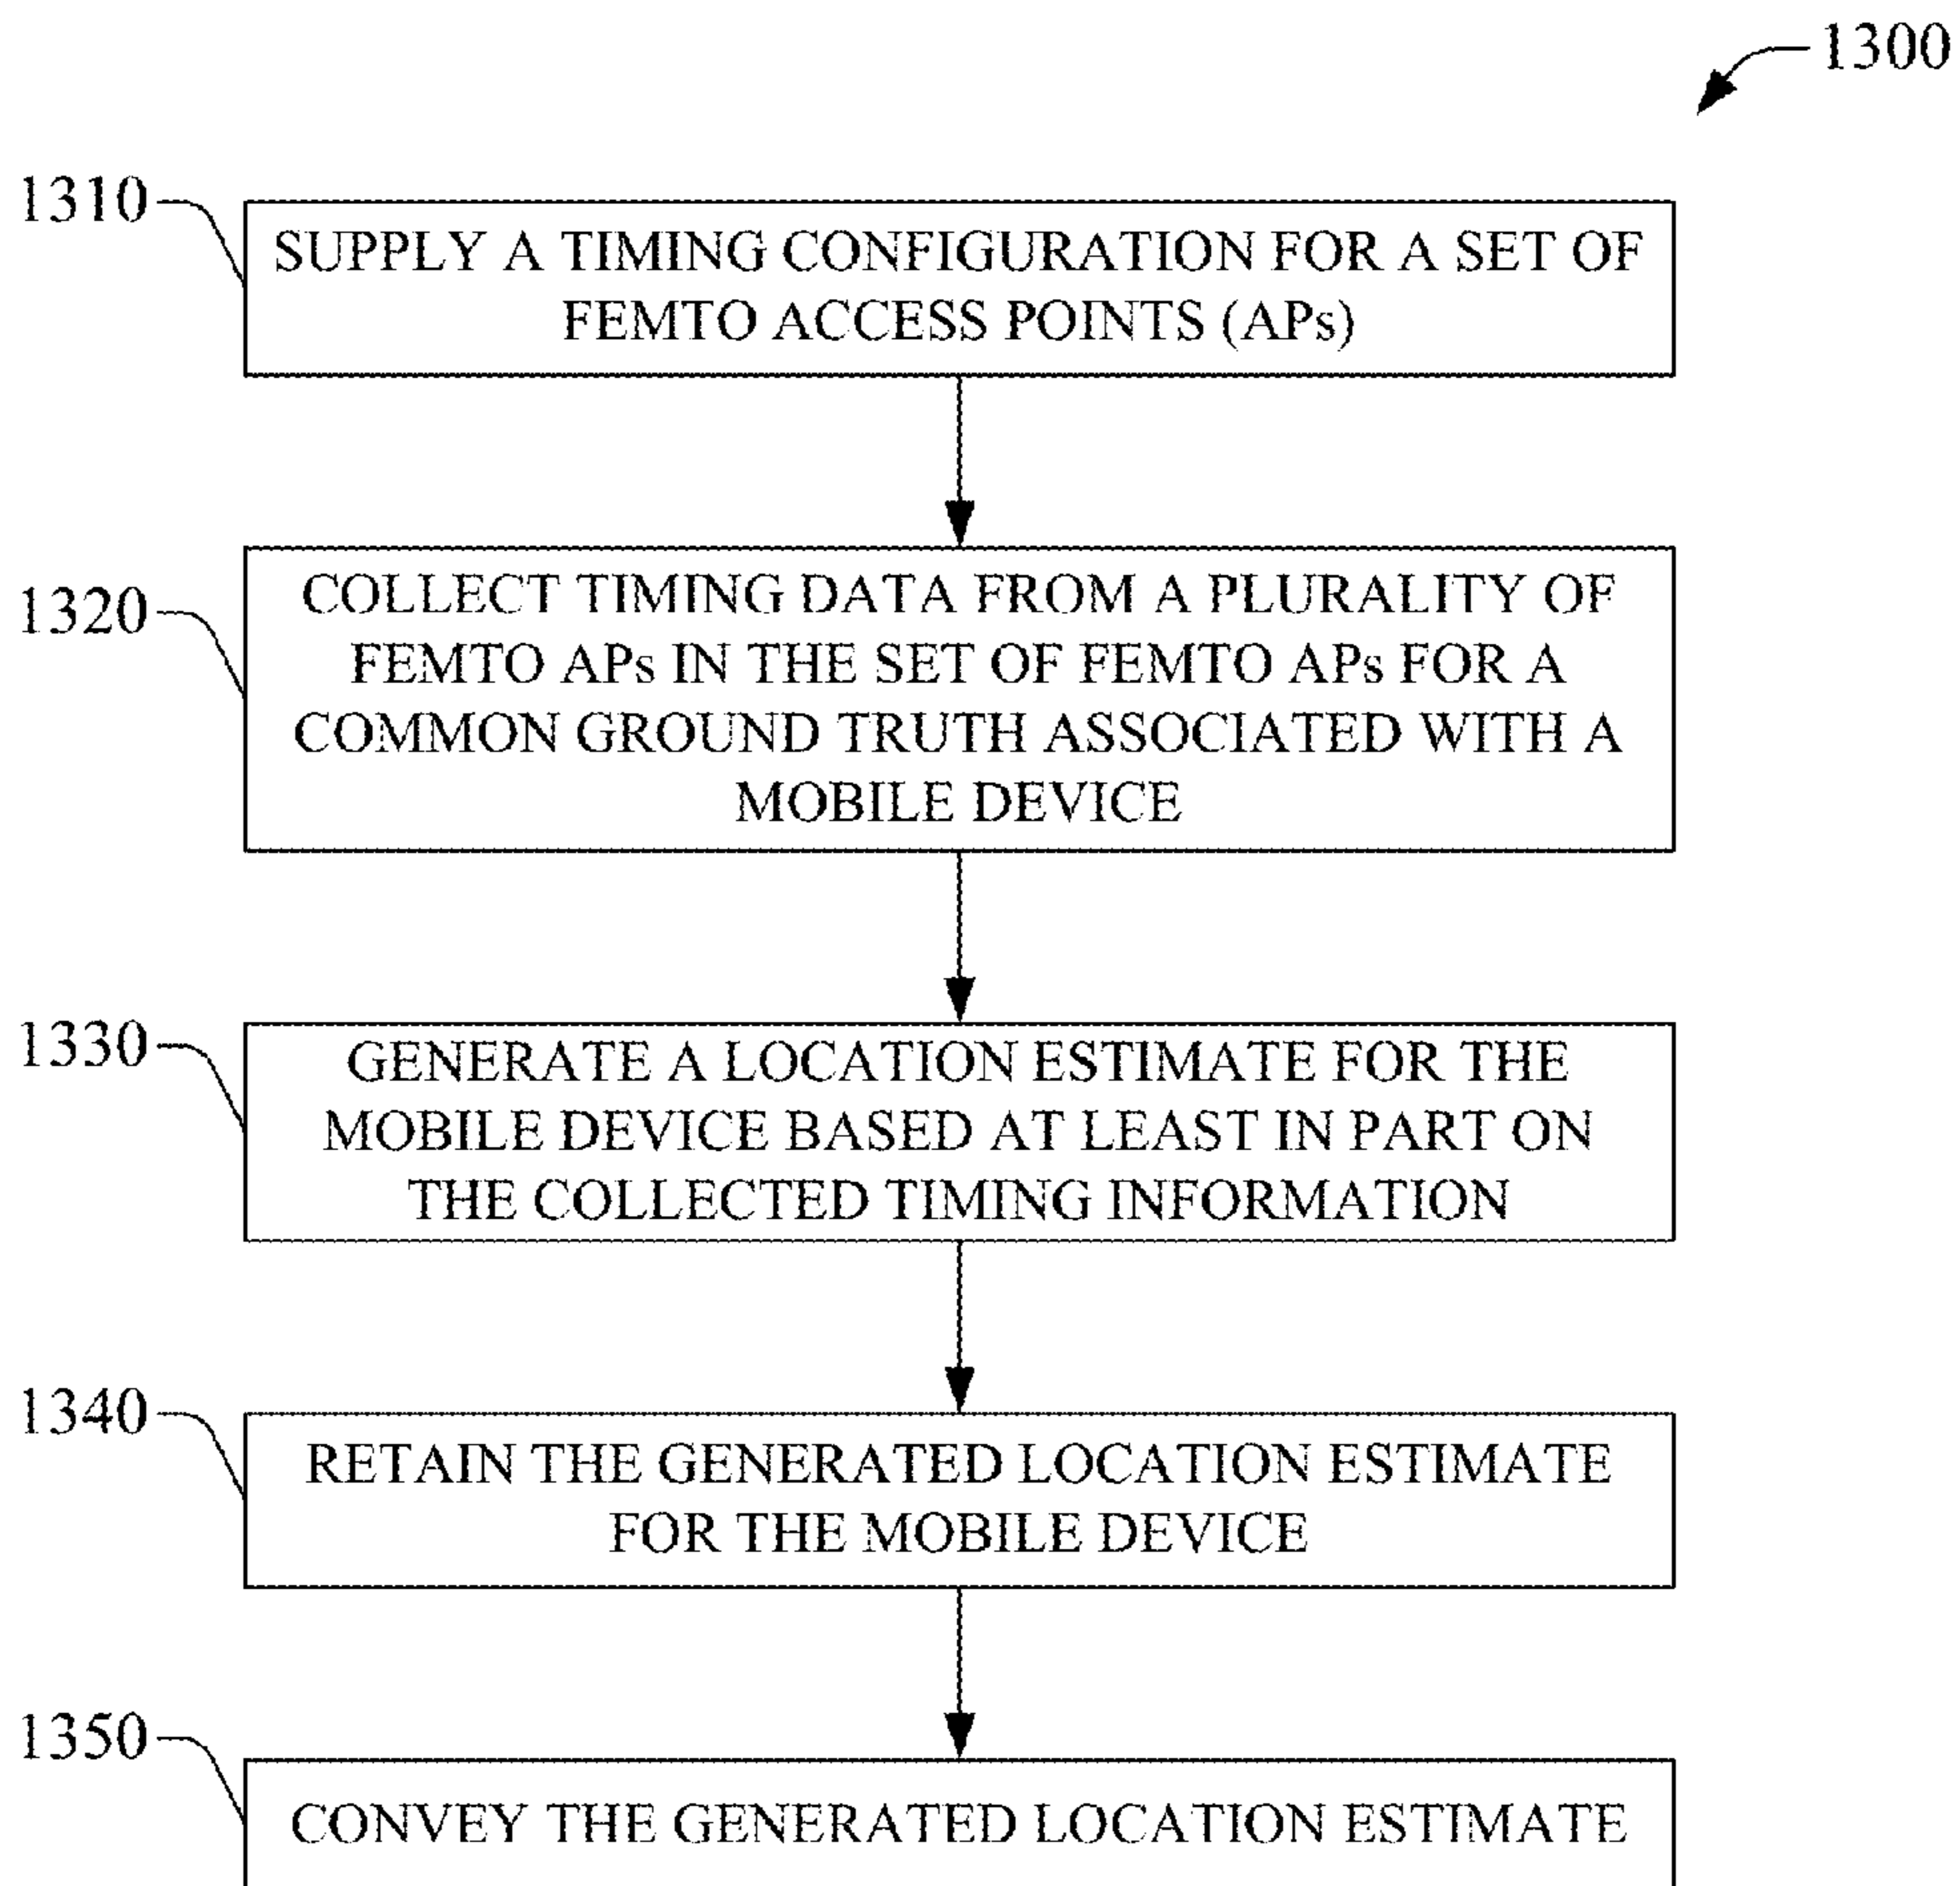 1300
1310
SUPPLY A TIMING CONFIGURATION FOR A SET OF
FEMTO ACCESS POINTS (APs)
1320
COLLECT TIMING DATA FROM A PLURALITY OF
FEMTO APs IN THE SET OF FEMTO APs FOR A
COMMON GROUND TRUTH ASSOCIATED WITH A
MOBILE DEVICE
1330
GENERATE A LOCATION ESTIMATE FOR THE
MOBILE DEVICE BASED AT LEAST IN PART ON
THE COLLECTED TIMING INFORMATION
1340
RETAIN THE GENERATED LOCATION ESTIMATE
FOR THE MOBILE DEVICE
1350
CONVEY THE GENERATED LOCATION ESTIMATE